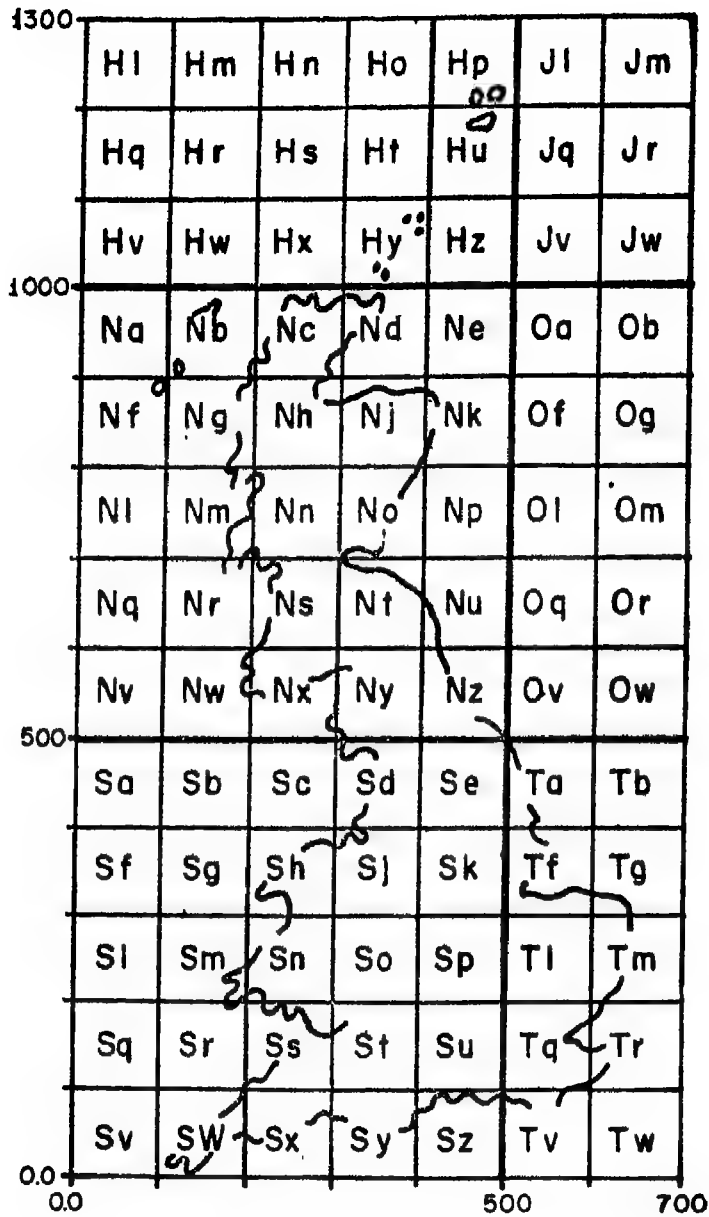 1300
Hl Hm Hn Ho Hp Jl Jm
Hq Hr Hs Ht Hu Jq Jr
Hv Hw Hx Hy Hz Jv Jw
1000
Na Nb Nc Nd Ne Oa Ob
Nf Ng Nh Nj Nk Of Og
Nl Nm Nn No Np Ol Om
Nq Nr Ns Nt Nu Oq Or
Nv Nw Nx Ny Nz Ov Ow
500
Sa Sb Sc Sd Se Ta Tb
Sf Sg Sh Sj Sk Tf Tg
Sl Sm Sn So Sp Tl Tm
Sq Sr Ss St Su Tq Tr
Sv SW Sx Sy Sz Tv Tw
0.0
0.0 500 700